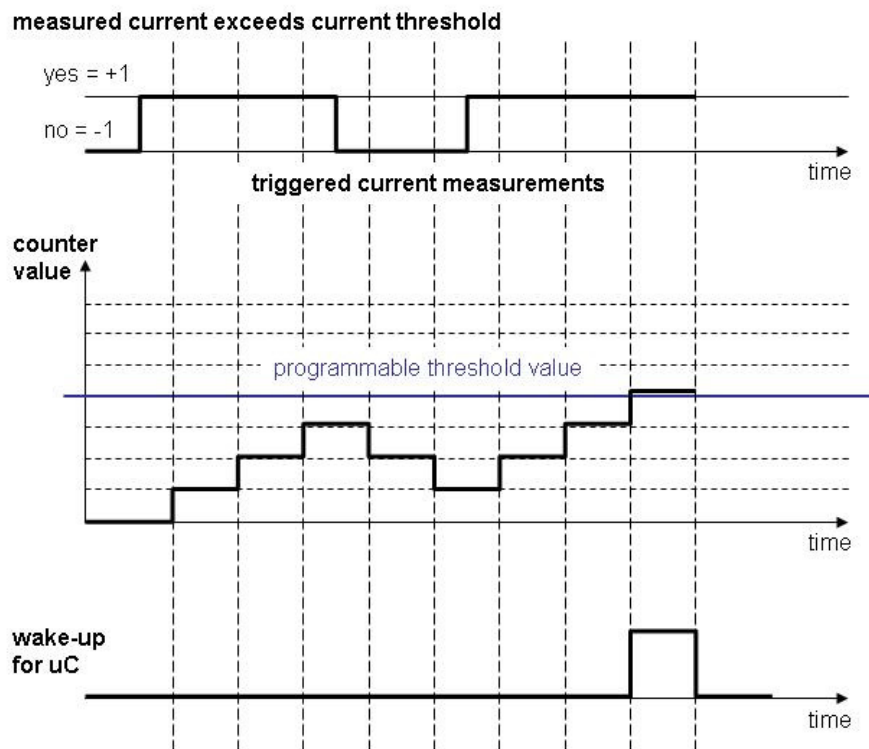 measured current exceeds current threshold
yes = +1
no = -1
time
triggered current measurements
counter
value
programmable threshold value
time
wake-up
for uC
time